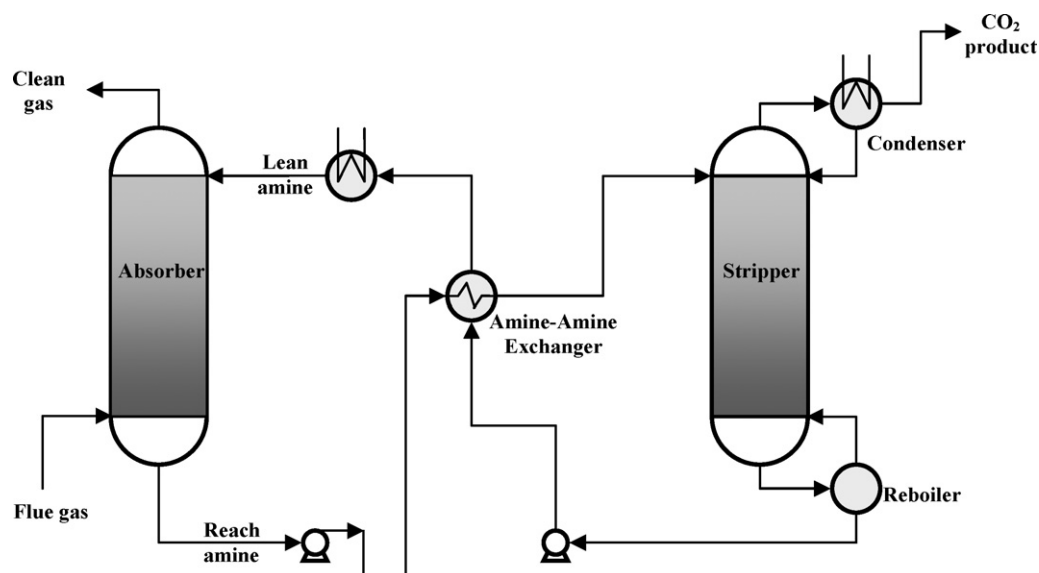 CO₂
product
Clean
gas
Condenser
Lean
amine
Absorber
Stripper
Amine-Amine
Exchanger
Flue gas
Reach
amine
Reboiler